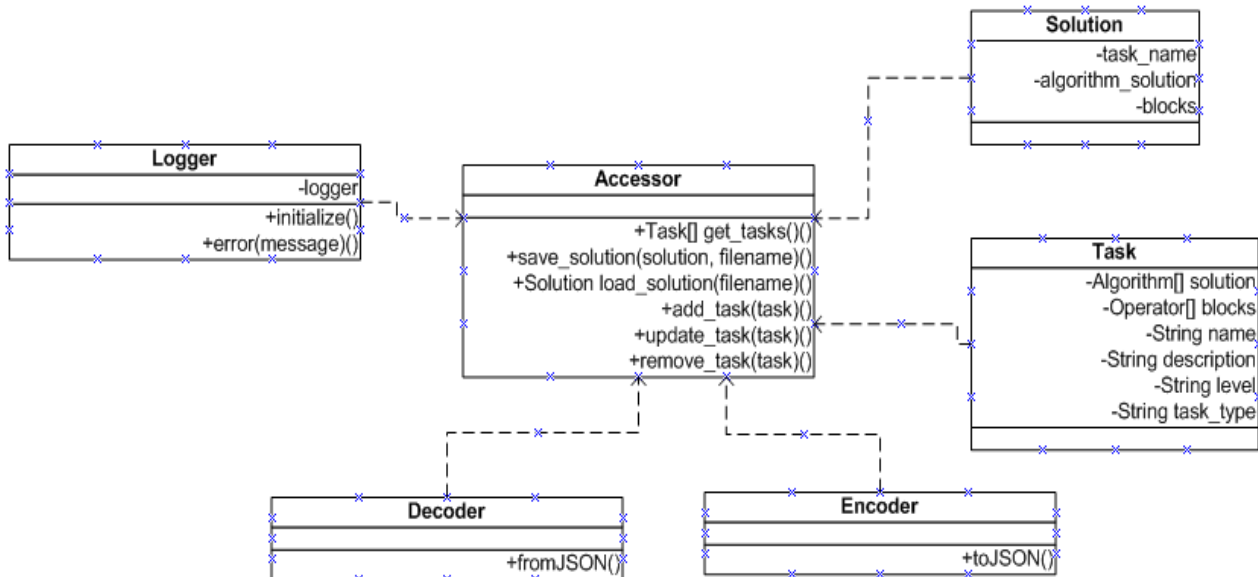 Solution
-task_name
-algorithm_solution
-blocks
Logger
-logger
+initialize()
+error(message)()
Accessor
+Task[] get_tasks()()
+save_solution(solution, filename)()
+Solution load_solution(filename)()
+add_task(task)()
+update_task(task)()
+remove_task(task)()
Task
-Algorithm[] solution
-Operator[] blocks
-String name
-String description
-String level
-String task_type
Decoder
+fromJSON()
Encoder
+toJSON()